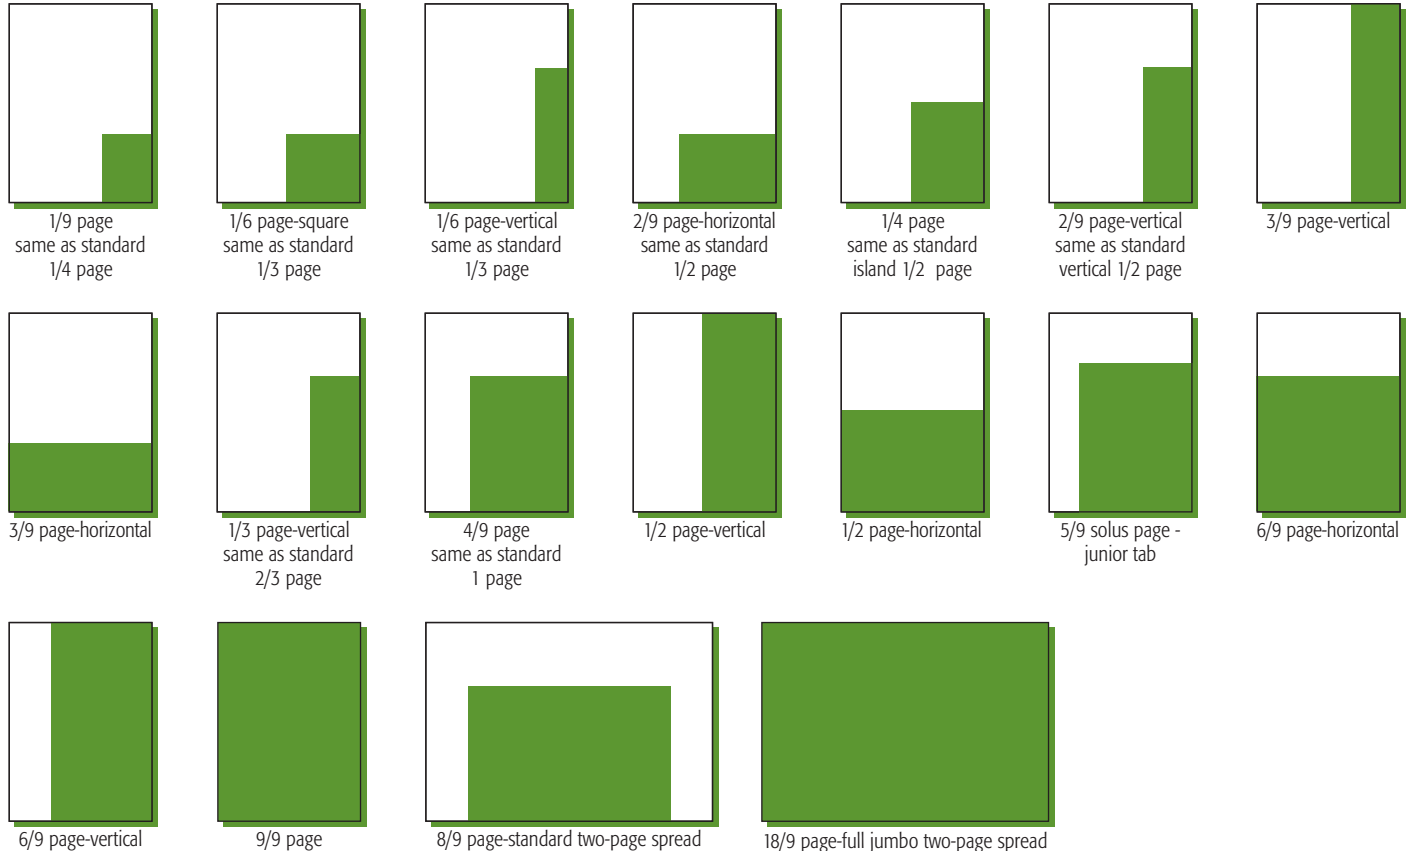 1/9 page
same as standard
1/4 page
1/6 page-square
same as standard
1/3 page
1/6 page-vertical
same as standard
1/3 page
2/9 page-horizontal
same as standard
1/2 page
1/4 page
same as standard
island 1/2 page
2/9 page-vertical
same as standard
vertical 1/2 page
3/9 page-vertical
3/9 page-horizontal
1/3 page-vertical
same as standard
2/3 page
4/9 page
same as standard
1 page
1/2 page-vertical
1/2 page-horizontal
5/9 solus page -
junior tab
6/9 page-horizontal
6/9 page-vertical
9/9 page
8/9 page-standard two-page spread
18/9 page-full jumbo two-page spread